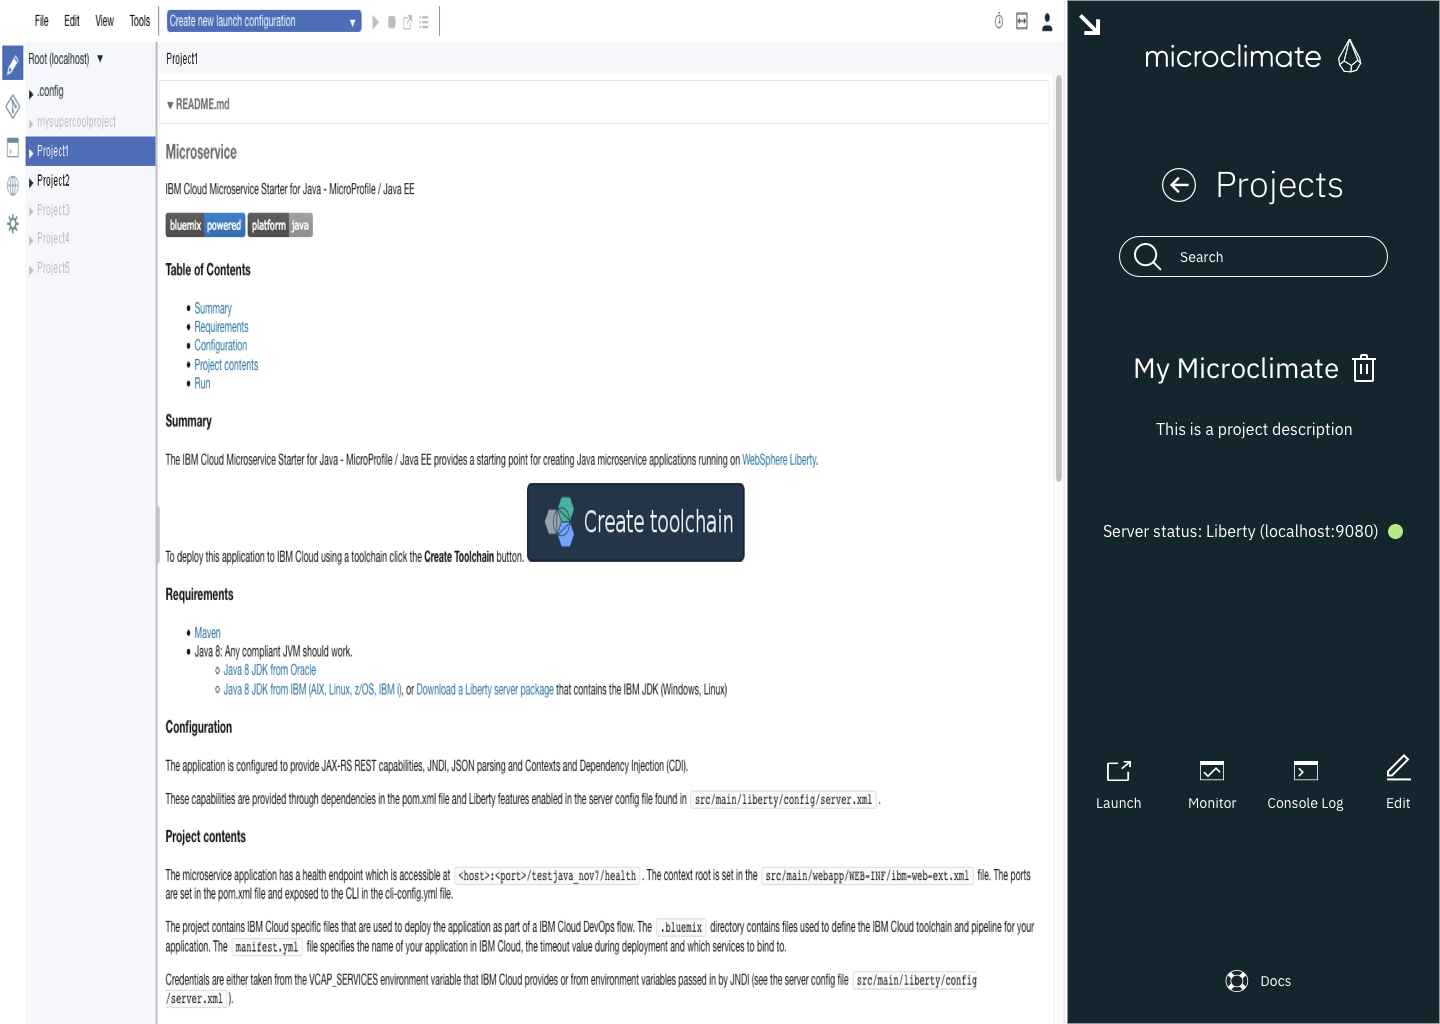 File Edit View Tools Create new launch configuration
Root (localhost)
.config
mysupercoolproject
Project1
Project2
Project3
Project4
Project5
Project1
README.md
Microservice
IBM Cloud Microservice Starter for Java - MicroProfile / Java EE
bluemix powered platform java
Table of Contents
Summary
Requirements
Configuration
Project contents
Run
Summary
The IBM Cloud Microservice Starter for Java - MicroProfile / Java EE provides a starting point for creating Java microservice applications running on WebSphere Liberty.
Create toolchain
To deploy this application to IBM Cloud using a toolchain click the Create Toolchain button.
Requirements
Maven
Java 8: Any compliant JVM should work.
Java 8 JDK from Oracle
Java 8 JDK from IBM (AIX, Linux, z/OS, IBM i), or Download a Liberty server package that contains the IBM JDK (Windows, Linux)
Configuration
The application is configured to provide JAX-RS REST capabilities, JNDI, JSON parsing and Contexts and Dependency Injection (CDI).
These capabilities are provided through dependencies in the pom.xml file and Liberty features enabled in the server config file found in src/main/liberty/config/server.xml .
Project contents
The microservice application has a health endpoint which is accessible at <host>:<port>/testjava_nov7/health . The context root is set in the src/main/webapp/WEB-INF/ibm-web-ext.xml file. The ports
are set in the pom.xml file and exposed to the CLI in the cli-config.yml file.
The project contains IBM Cloud specific files that are used to deploy the application as part of a IBM Cloud DevOps flow. The .bluemix directory contains files used to define the IBM Cloud toolchain and pipeline for your
application. The manifest.yml file specifies the name of your application in IBM Cloud, the timeout value during deployment and which services to bind to.
Credentials are either taken from the VCAP_SERVICES environment variable that IBM Cloud provides or from environment variables passed in by JNDI (see the server config file src/main/liberty/config
/server.xml ).
microclimate
Projects
Search
My Microclimate
This is a project description
Server status: Liberty (localhost:9080)
Launch Monitor Console Log Edit
Docs